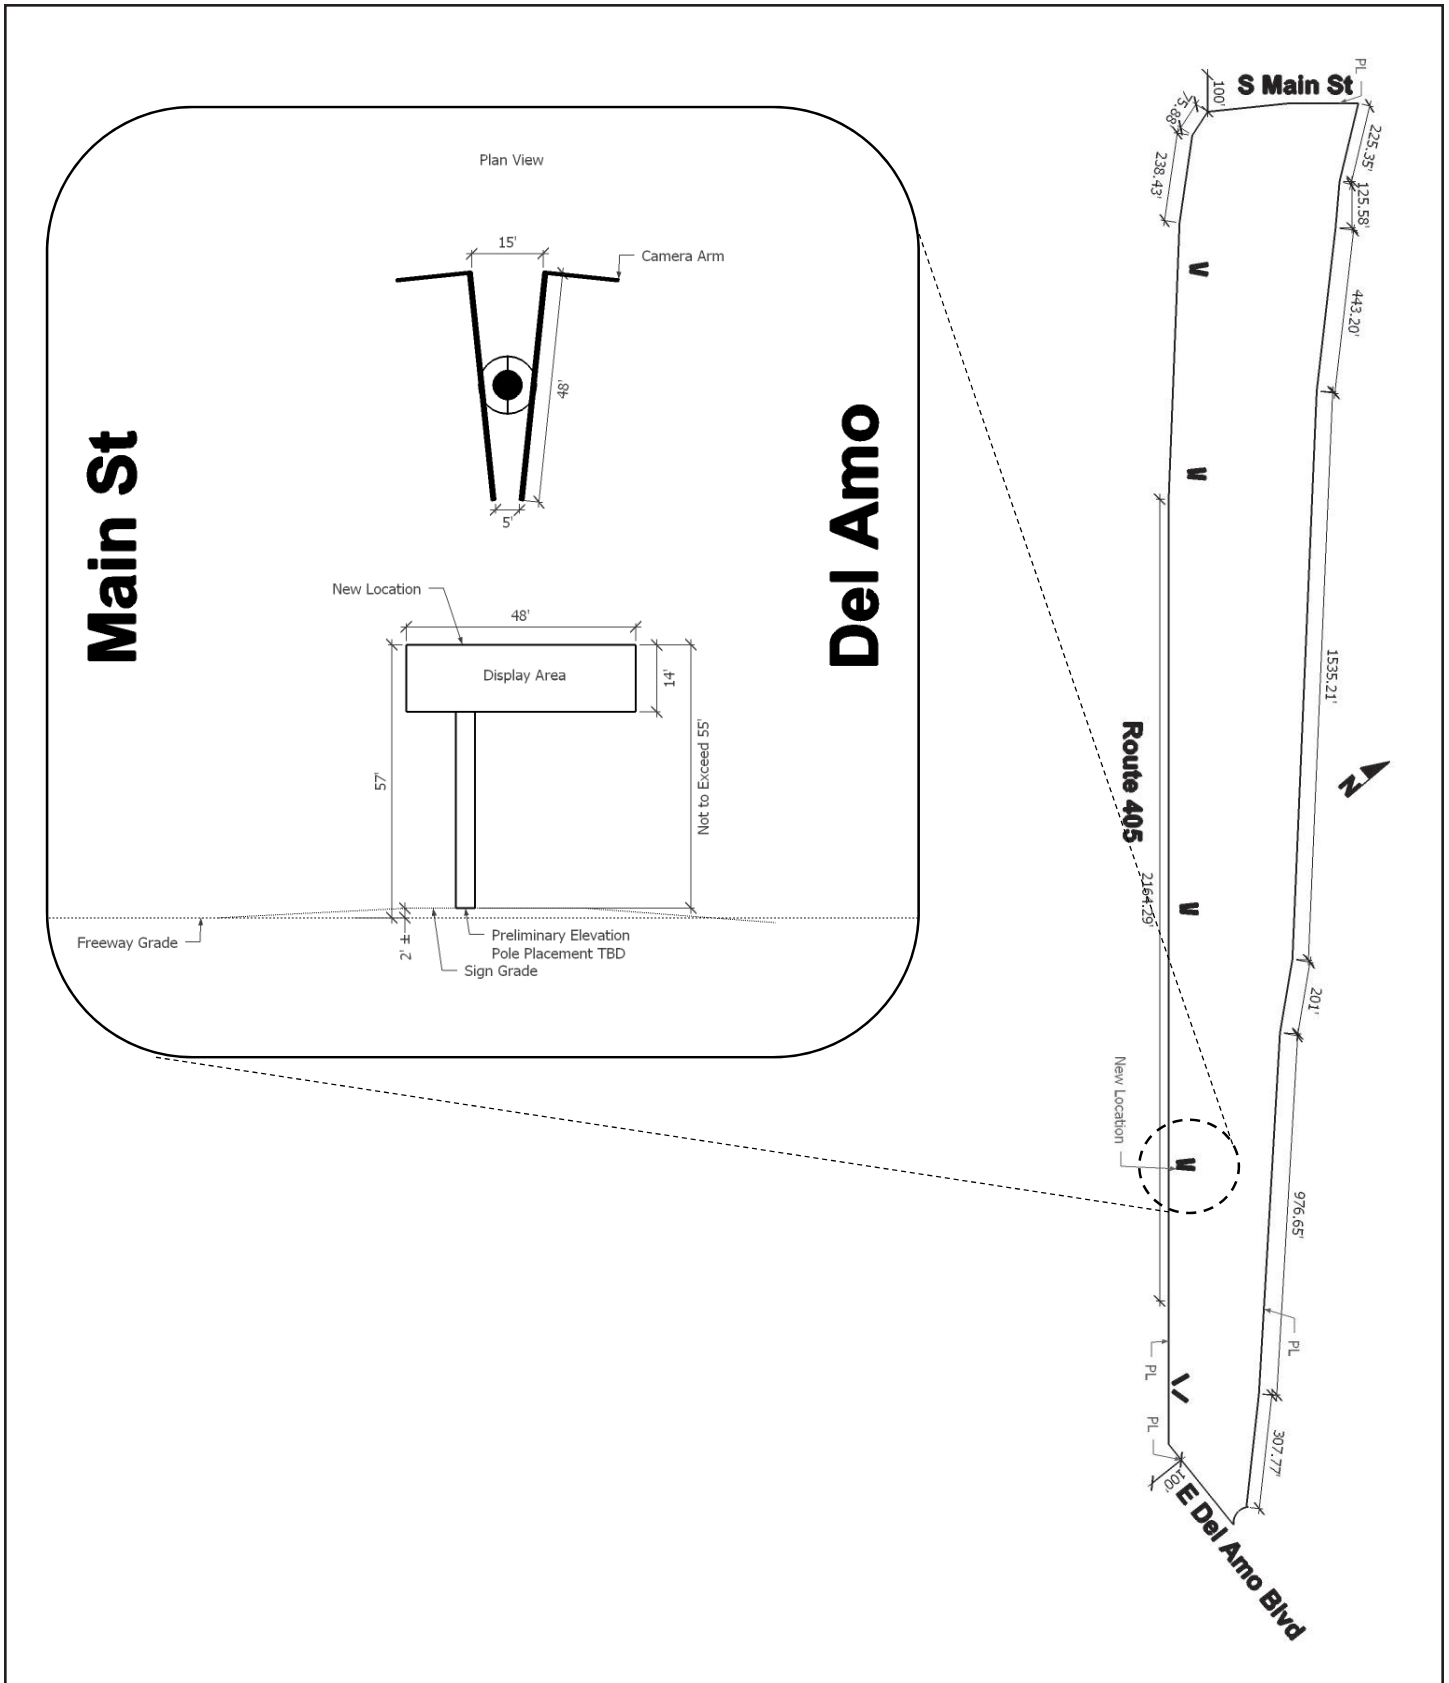 Plan View
15'
Camera Arm
48'
5'
Main St
Del Amo
New Location
48'
Display Area
14'
57'
Not to Exceed 55'
Freeway Grade
2' ±
Preliminary Elevation
Pole Placement TBD
Sign Grade
S Main St
PL
100'
75.88'
238.43'
225.35'
125.58'
443.20'
1535.21'
Route 405
2164.29'
N
201'
New Location
976.65'
PL
PL
PL
307.77'
100'
E Del Amo Blvd